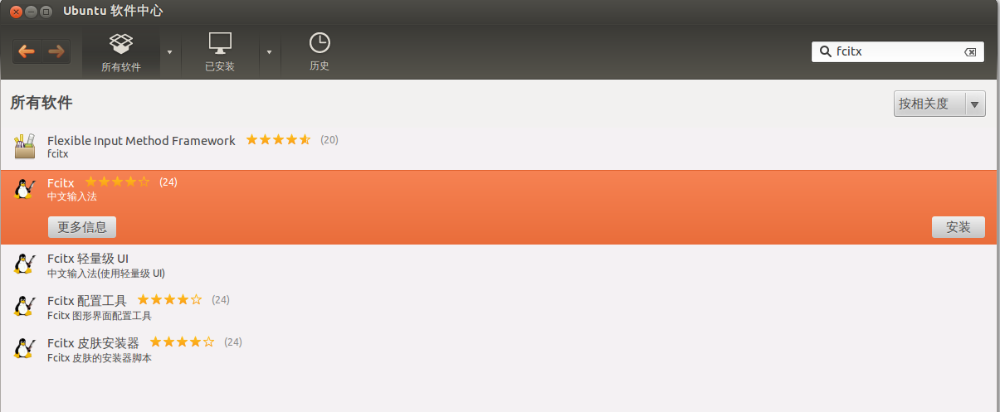 Ubuntu 软件中心
所有软件
已安装
历史
fcitx
所有软件
按相关度
Flexible Input Method Framework (20)
fcitx
Fcitx (24)
中文输入法
更多信息
安装
Fcitx 轻量级 UI
中文输入法(使用轻量级 UI)
Fcitx 配置工具 (24)
Fcitx 图形界面配置工具
Fcitx 皮肤安装器 (24)
Fcitx 皮肤的安装器脚本